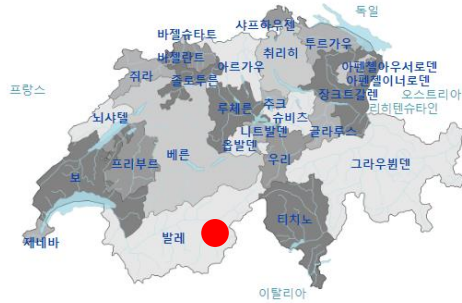 독일
샤프하우젠
바젤슈타트
투르가우
바젤란트
취리히
아르가우
아펜첼아우서로덴
프랑스
쥐라
졸로투른
아펜첼이너로덴
오스트리아
장크트갈렌
리히텐슈타인
뇌샤텔
루체른
추크
슈비츠
니트발덴
글라루스
옵발덴
보
프리부르
베른
우리
그라우뷘덴
티치노
발레
제네바
이탈리아